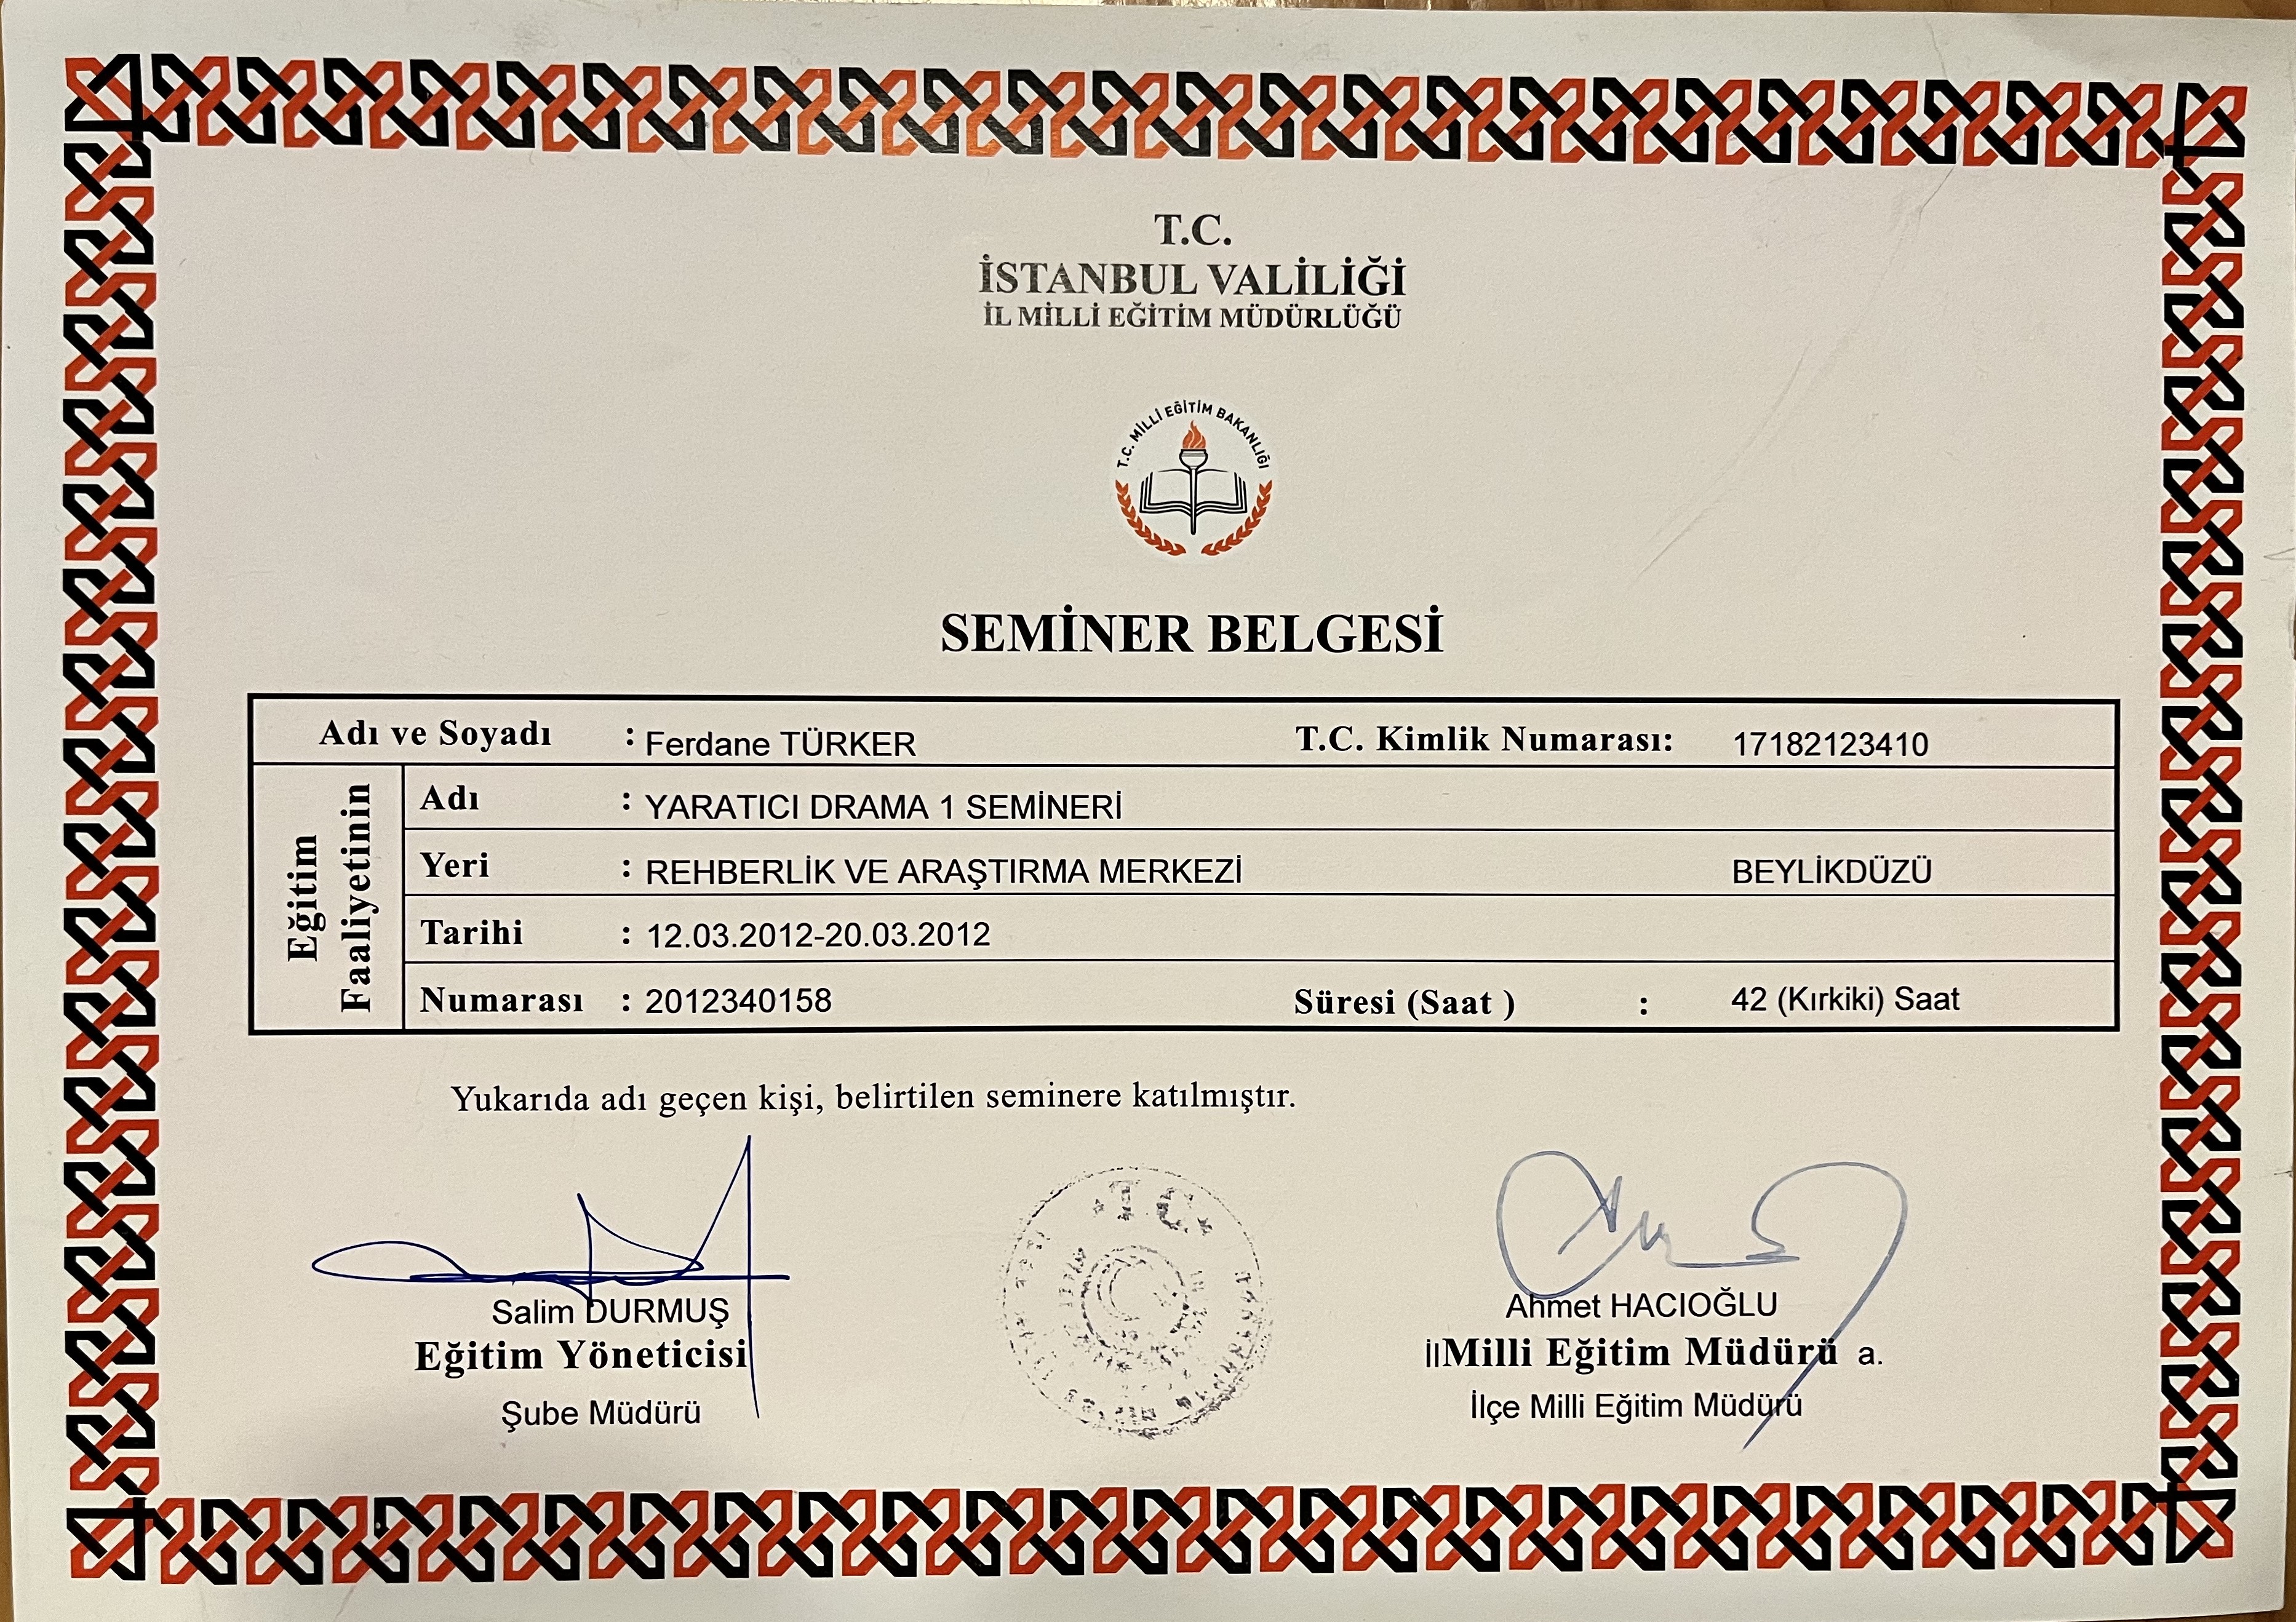 T.C.
İSTANBUL VALİLİĞİ
İL MİLLİ EĞİTİM MÜDÜRLÜĞÜ
T.C. MİLLİ EĞİTİM BAKANLIĞI
SEMİNER BELGESİ
Adı ve Soyadı : Ferdane TÜRKER T.C. Kimlik Numarası: 17182123410
Eğitim
Faaliyetinin
Adı : YARATICI DRAMA 1 SEMİNERİ
Yeri : REHBERLİK VE ARAŞTIRMA MERKEZİ BEYLİKDÜZÜ
Tarihi : 12.03.2012-20.03.2012
Numarası : 2012340158 Süresi (Saat ) : 42 (Kırkiki) Saat
Yukarıda adı geçen kişi, belirtilen seminere katılmıştır.
T.C.
Salim DURMUŞ Ahmet HACIOĞLU
Eğitim Yöneticisi İlMilli Eğitim Müdürü a.
Şube Müdürü İlçe Milli Eğitim Müdürü